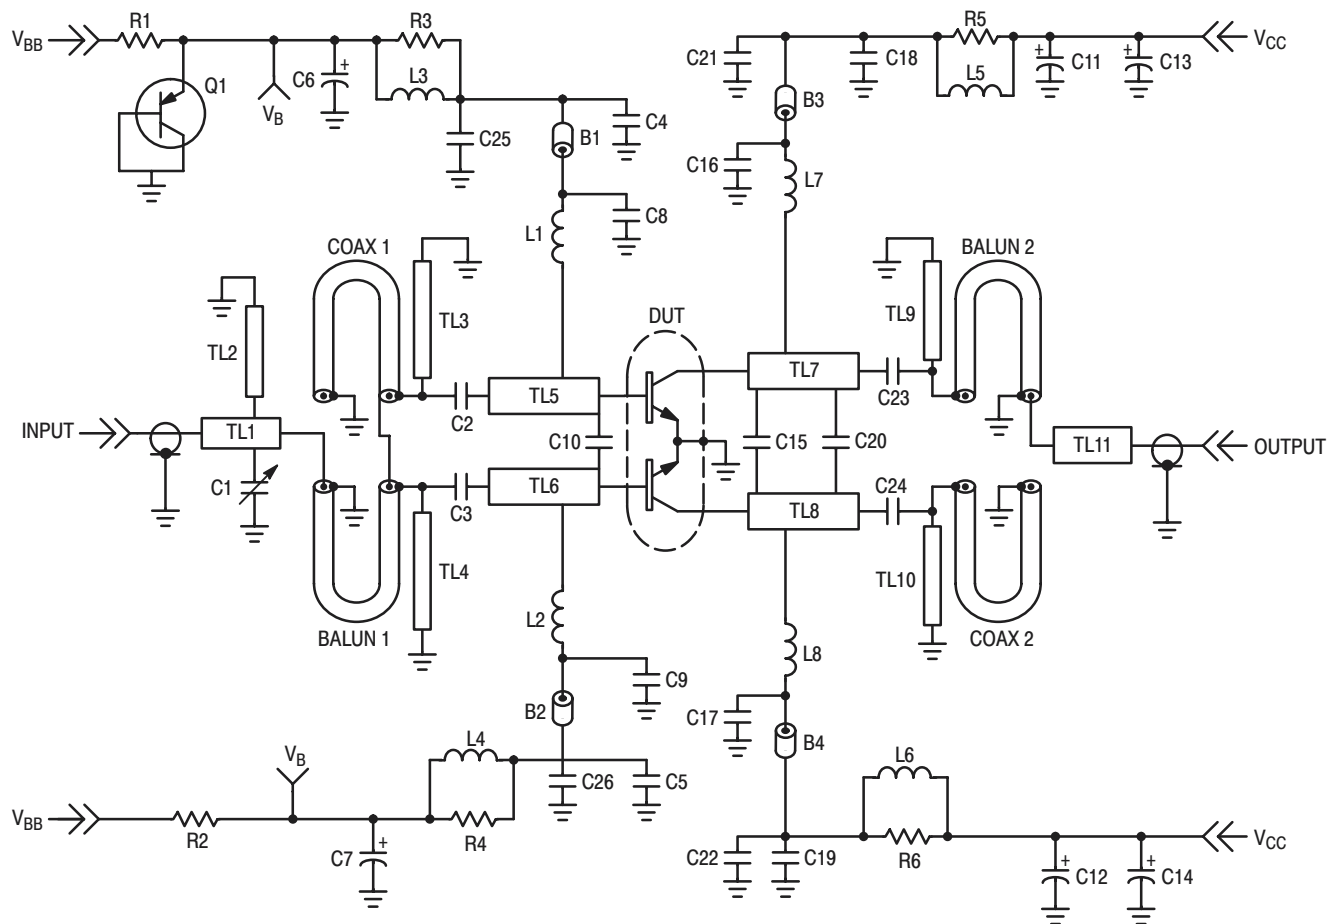 R1
R3
R5
VBB
C21
C18
C11
C13
VCC
Q1
C6
L3
L5
VB
B3
C4
C25
B1
C16
L7
C8
L1
COAX 1
BALUN 2
TL3
TL9
TL2
DUT
TL5
TL7
C2
C23
INPUT
TL1
C10
C15
C20
TL11
OUTPUT
C1
TL6
C3
C24
TL8
TL4
TL10
L2
BALUN 1
COAX 2
L8
C9
B2
C17
B4
L4
VB
L6
C26
C5
VBB
R2
R4
VCC
C7
C22
C19
R6
C12
C14